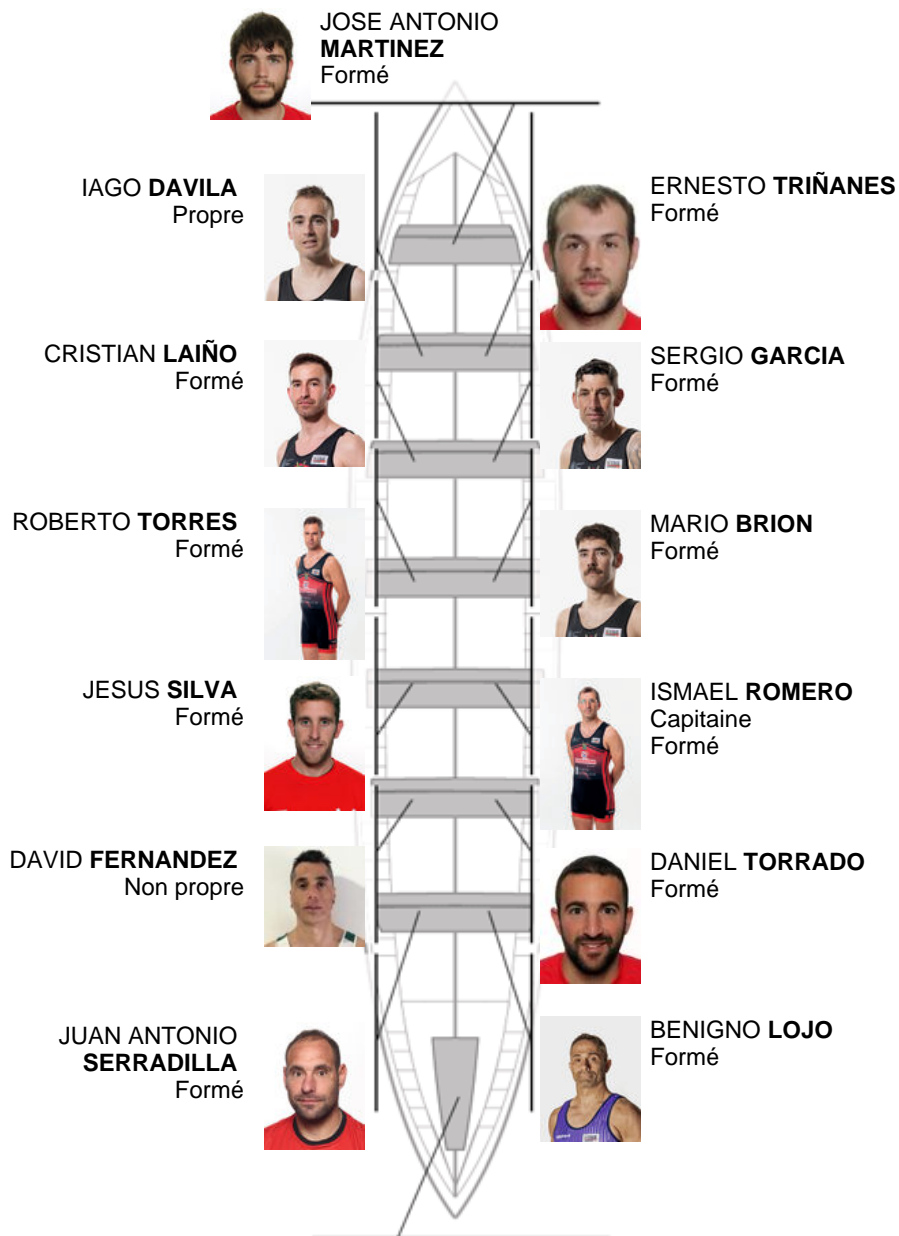 JOSE ANTONIO
MARTINEZ
Formé
IAGO DAVILA
Propre
ERNESTO TRIÑANES
Formé
CRISTIAN LAIÑO
Formé
SERGIO GARCIA
Formé
ROBERTO TORRES
Formé
MARIO BRION
Formé
JESUS SILVA
Formé
ISMAEL ROMERO
Capitaine
Formé
DAVID FERNANDEZ
Non propre
DANIEL TORRADO
Formé
JUAN ANTONIO
SERRADILLA
Formé
BENIGNO LOJO
Formé